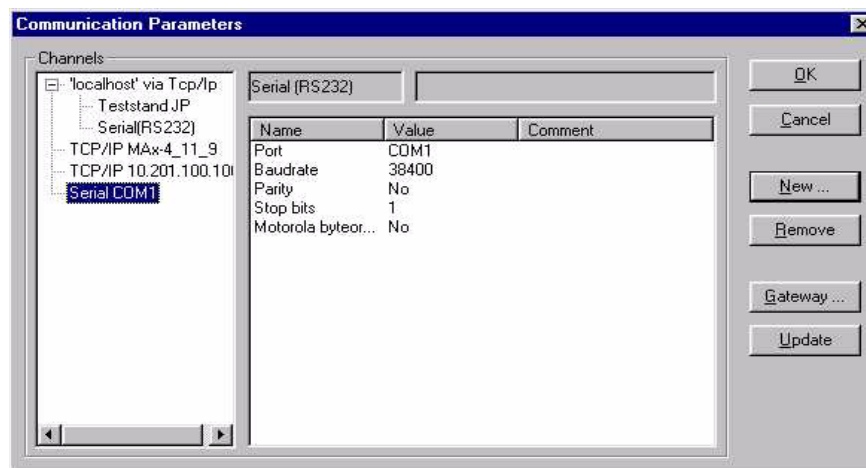 Communication Parameters
Channels
'localhost' via Tcp/Ip
Teststand JP
Serial(RS232)
TCP/IP MAx-4_11_9
TCP/IP 10.201.100.10
Serial COM1
Serial (RS232)
Name Value Comment
Port COM1
Baudrate 38400
Parity No
Stop bits 1
Motorola byteor... No
OK
Cancel
New ...
Remove
Gateway ...
Update